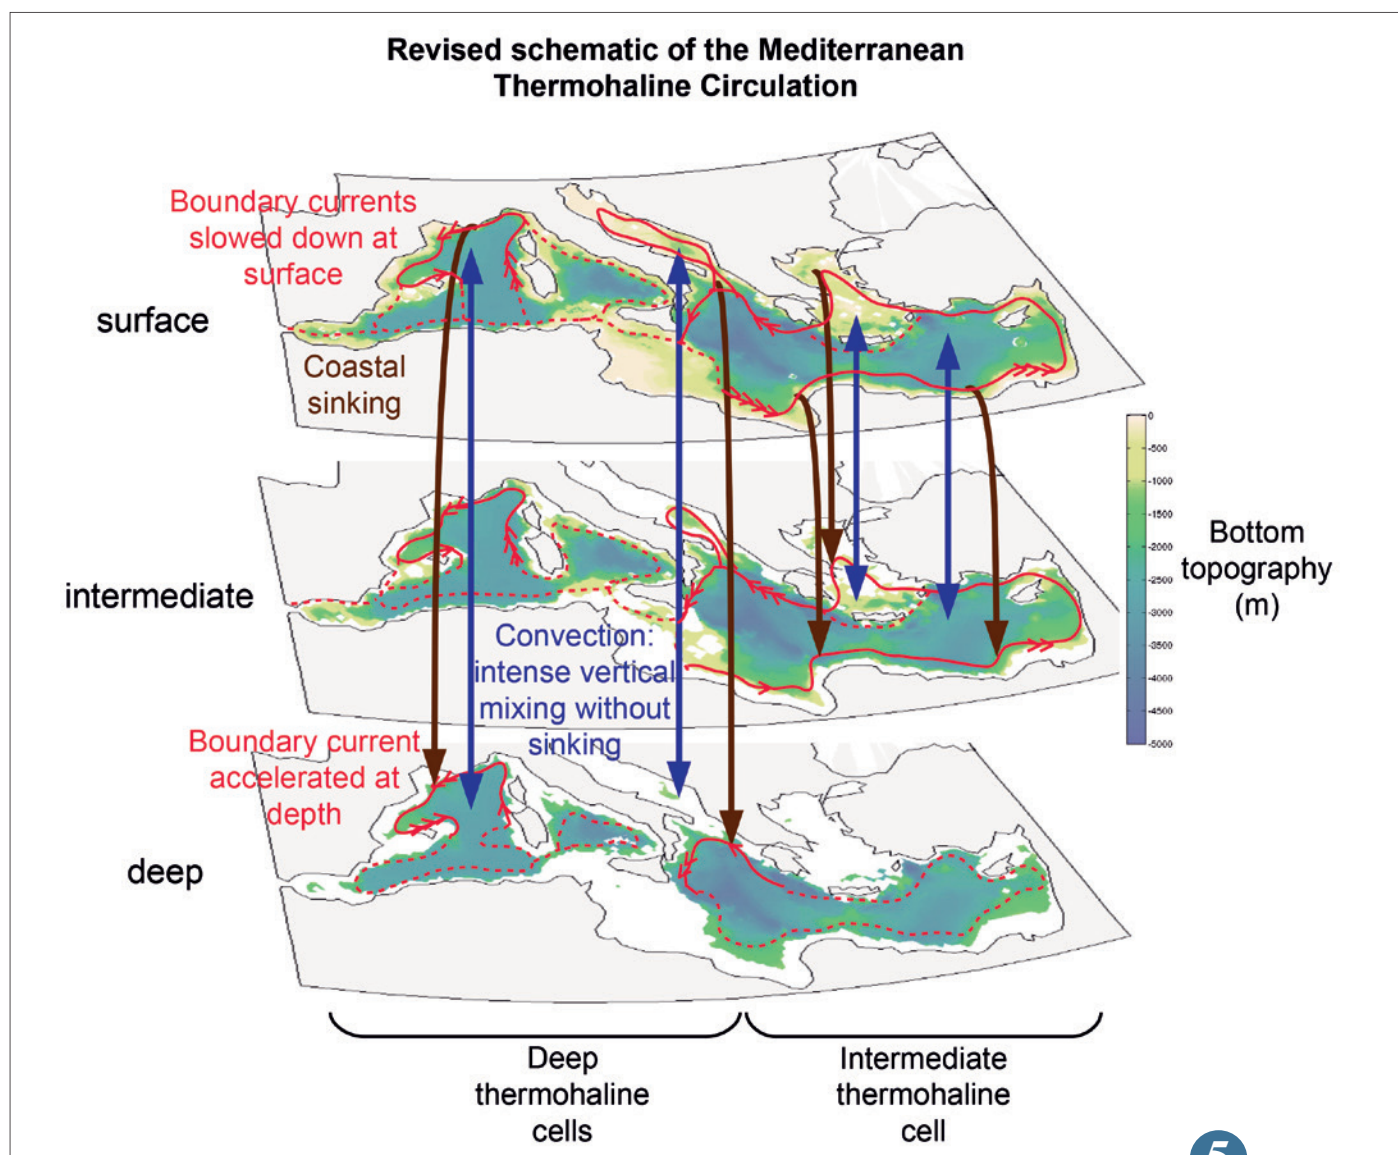 Revised schematic of the Mediterranean
Thermohaline Circulation
Boundary currents
slowed down at
surface
surface
Coastal
sinking
0
-500
-1000
-1500
-2000
-2500
-3000
-3500
-4000
-4500
-5000
Bottom
topography
(m)
intermediate
Convection:
intense vertical
mixing without
sinking
Boundary current
accelerated at
depth
deep
Deep
thermohaline
cells
Intermediate
thermohaline
cell
5